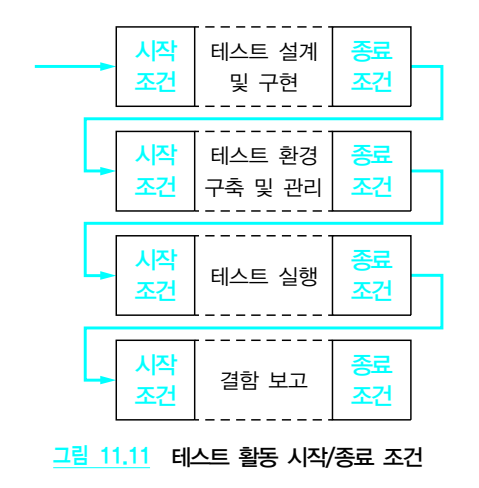 시작 조건
테스트 설계 및 구현
종료 조건
시작 조건
테스트 환경 구축 및 관리
종료 조건
시작 조건
테스트 실행
종료 조건
시작 조건
결함 보고
종료 조건
그림 11.11 테스트 활동 시작/종료 조건